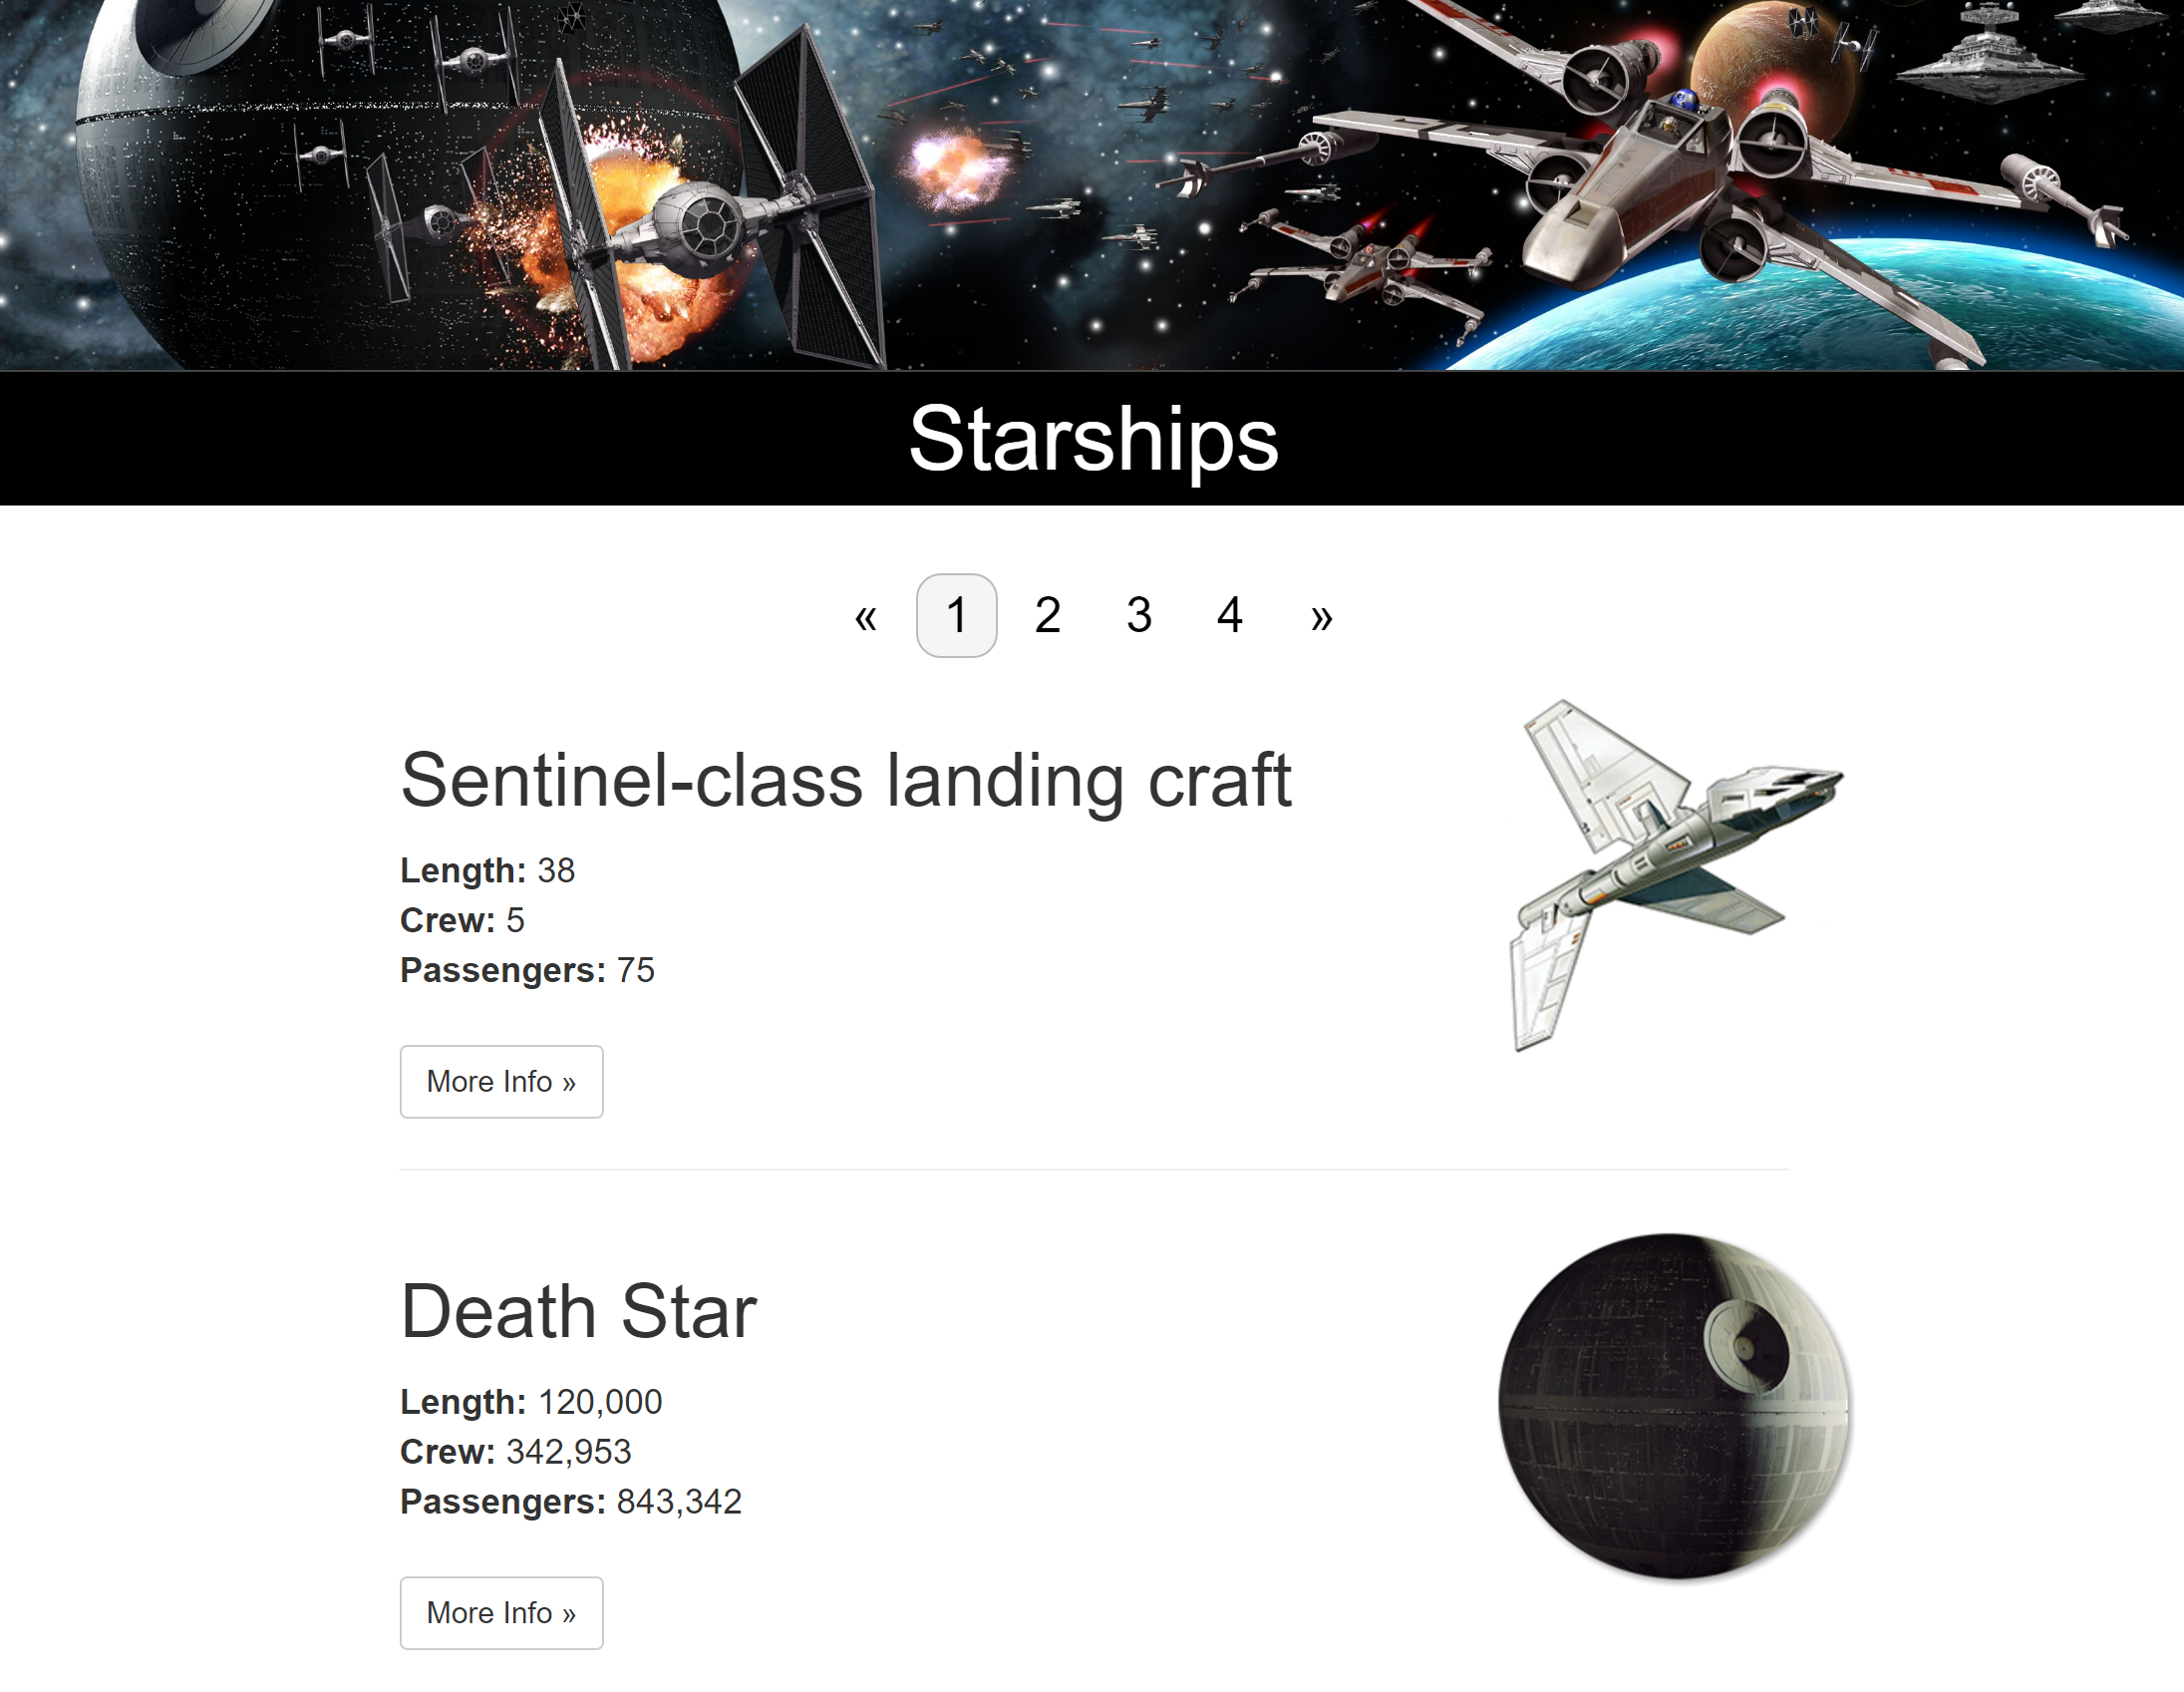 Starships
« 1 2 3 4 »
Sentinel-class landing craft
Length: 38
Crew: 5
Passengers: 75
More Info »
Death Star
Length: 120,000
Crew: 342,953
Passengers: 843,342
More Info »